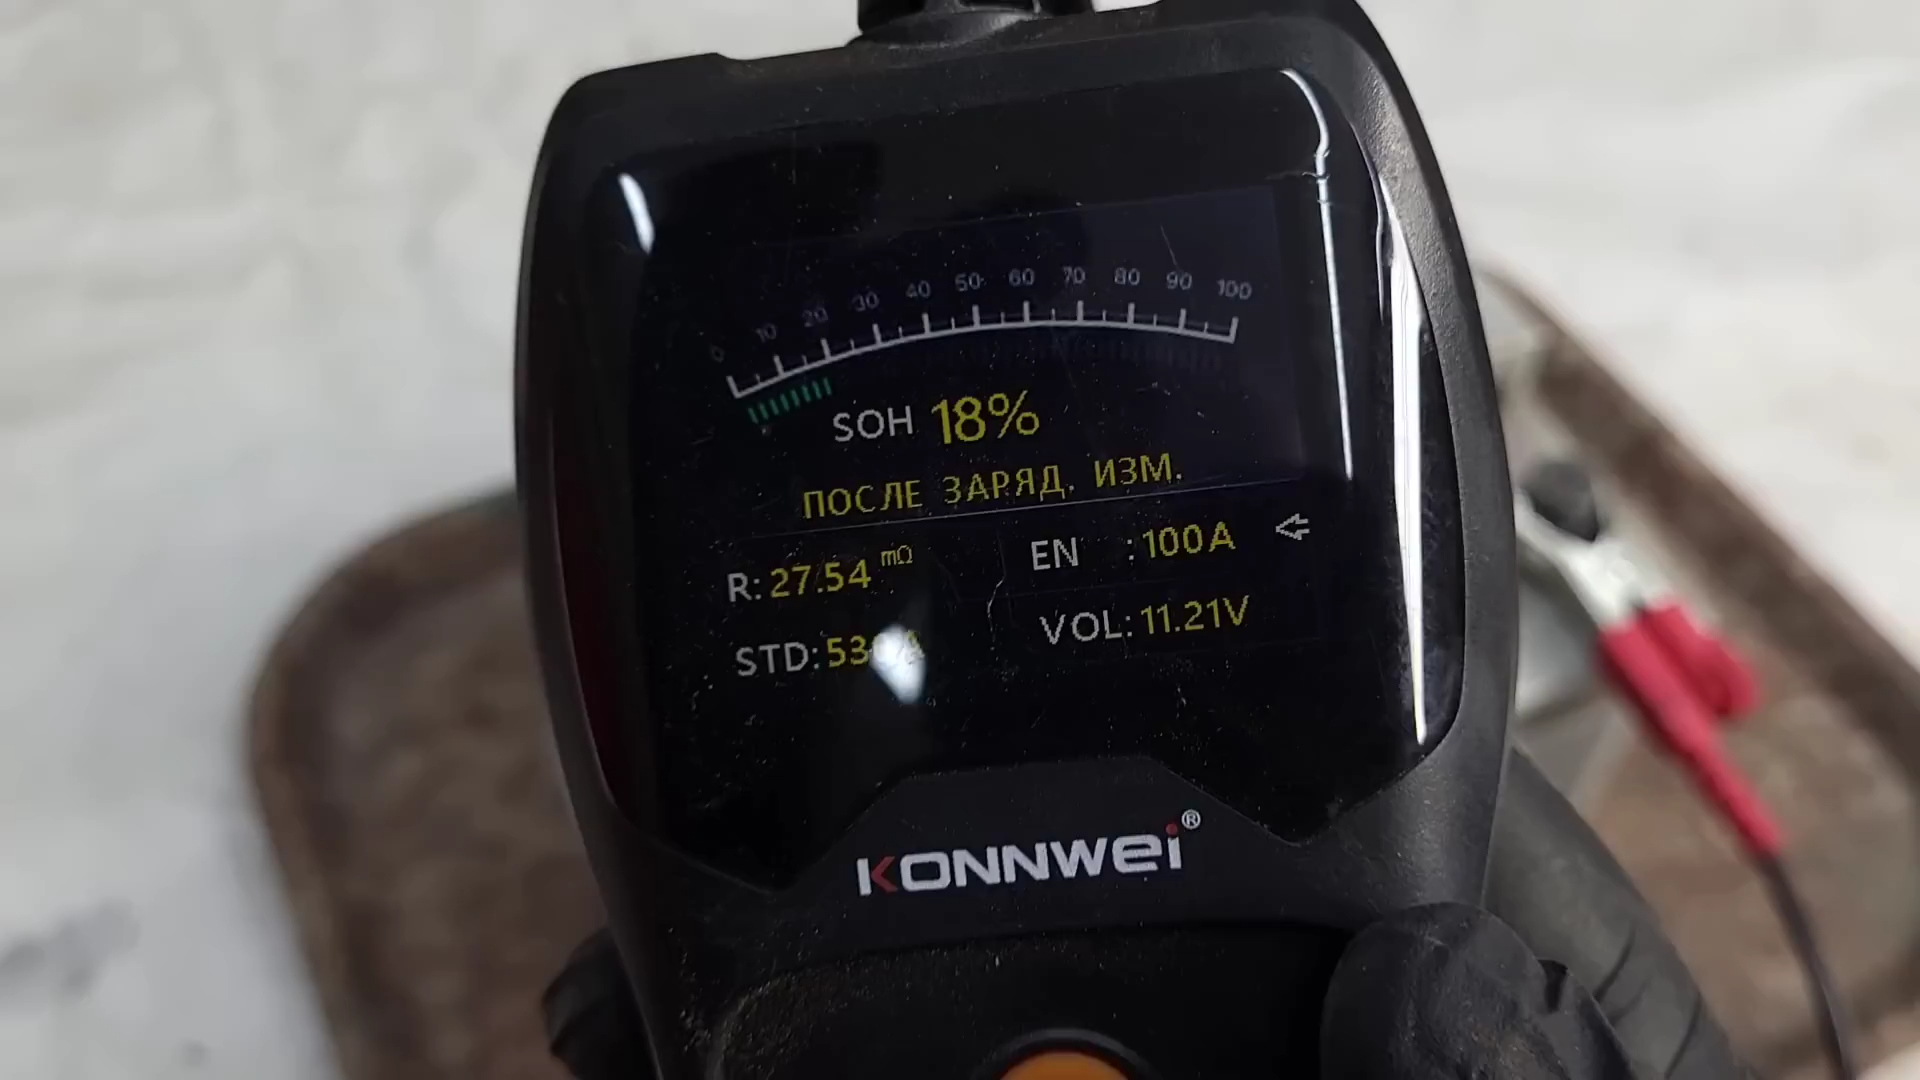 0 10 20 30 40 50 60 70 80 90 100
SOH 18%
ПОСЛЕ ЗАРЯД. ИЗМ.
R: 27.54 mΩ
EN : 100A
STD:
VOL: 11.21V
KONNWEI®